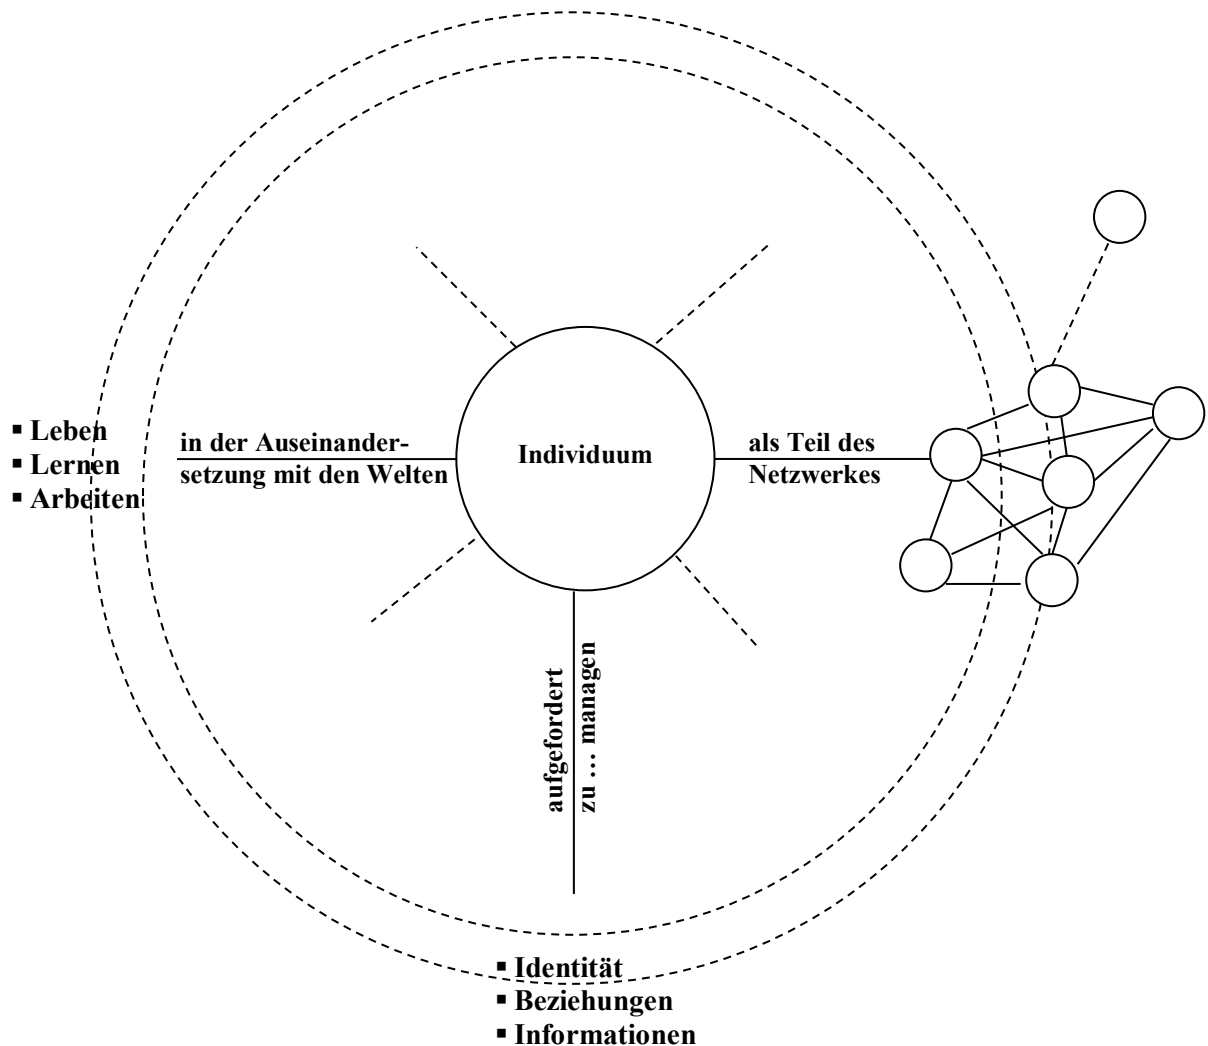 ▪ Leben
▪ Lernen
▪ Arbeiten
in der Auseinander-
setzung mit den Welten
Individuum
als Teil des
Netzwerkes
aufgefordert
zu … managen
▪ Identität
▪ Beziehungen
▪ Informationen